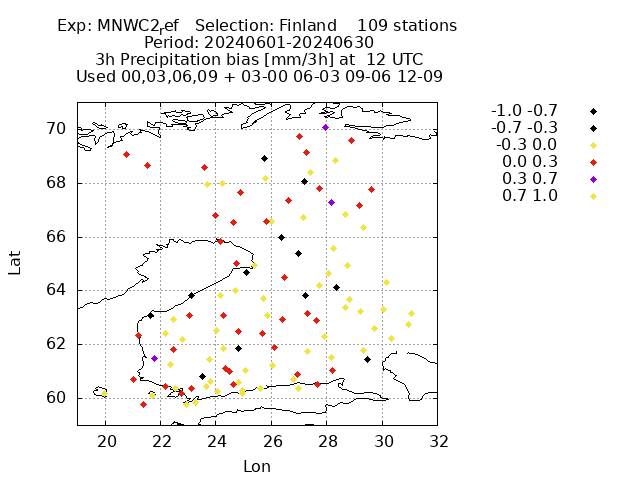 Exp: MNWC2ref   Selection: Finland    109 stations
Period: 20240601-20240630
3h Precipitation bias [mm/3h] at  12 UTC
Used 00,03,06,09 + 03-00 06-03 09-06 12-09
-1.0 -0.7
-0.7 -0.3
-0.3 0.0
0.0 0.3
0.3 0.7
0.7 1.0
70
68
66
64
62
60
Lat
20 22 24 26 28 30 32
Lon